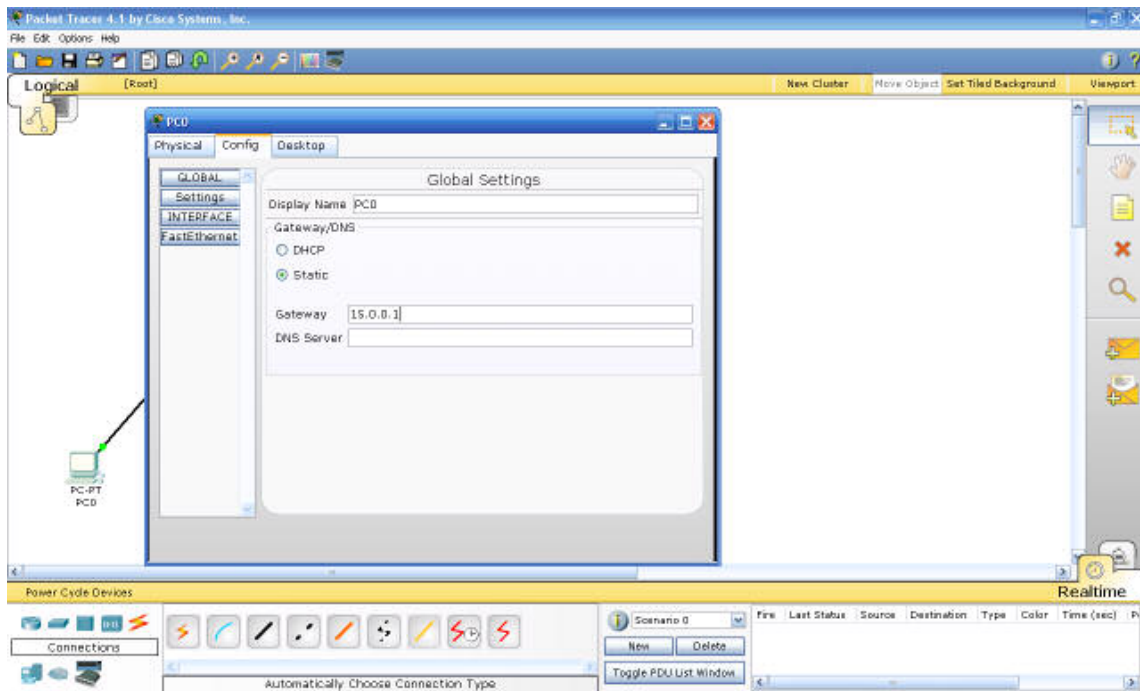 Packet Tracer 4.1 by Cisco Systems, Inc.
File Edit Options Help
Logical [Root] New Cluster Move Object Set Tiled Background Viewport
PC0
Physical Config Desktop
GLOBAL
Settings
INTERFACE
FastEthernet
Global Settings
Display Name PC0
Gateway/DNS
DHCP
Static
Gateway 15.0.0.1
DNS Server
PC-PT
PC0
Power Cycle Devices Realtime
Connections
Automatically Choose Connection Type
Scenario 0
New Delete
Toggle PDU List Window
Fire Last Status Source Destination Type Color Time (sec)